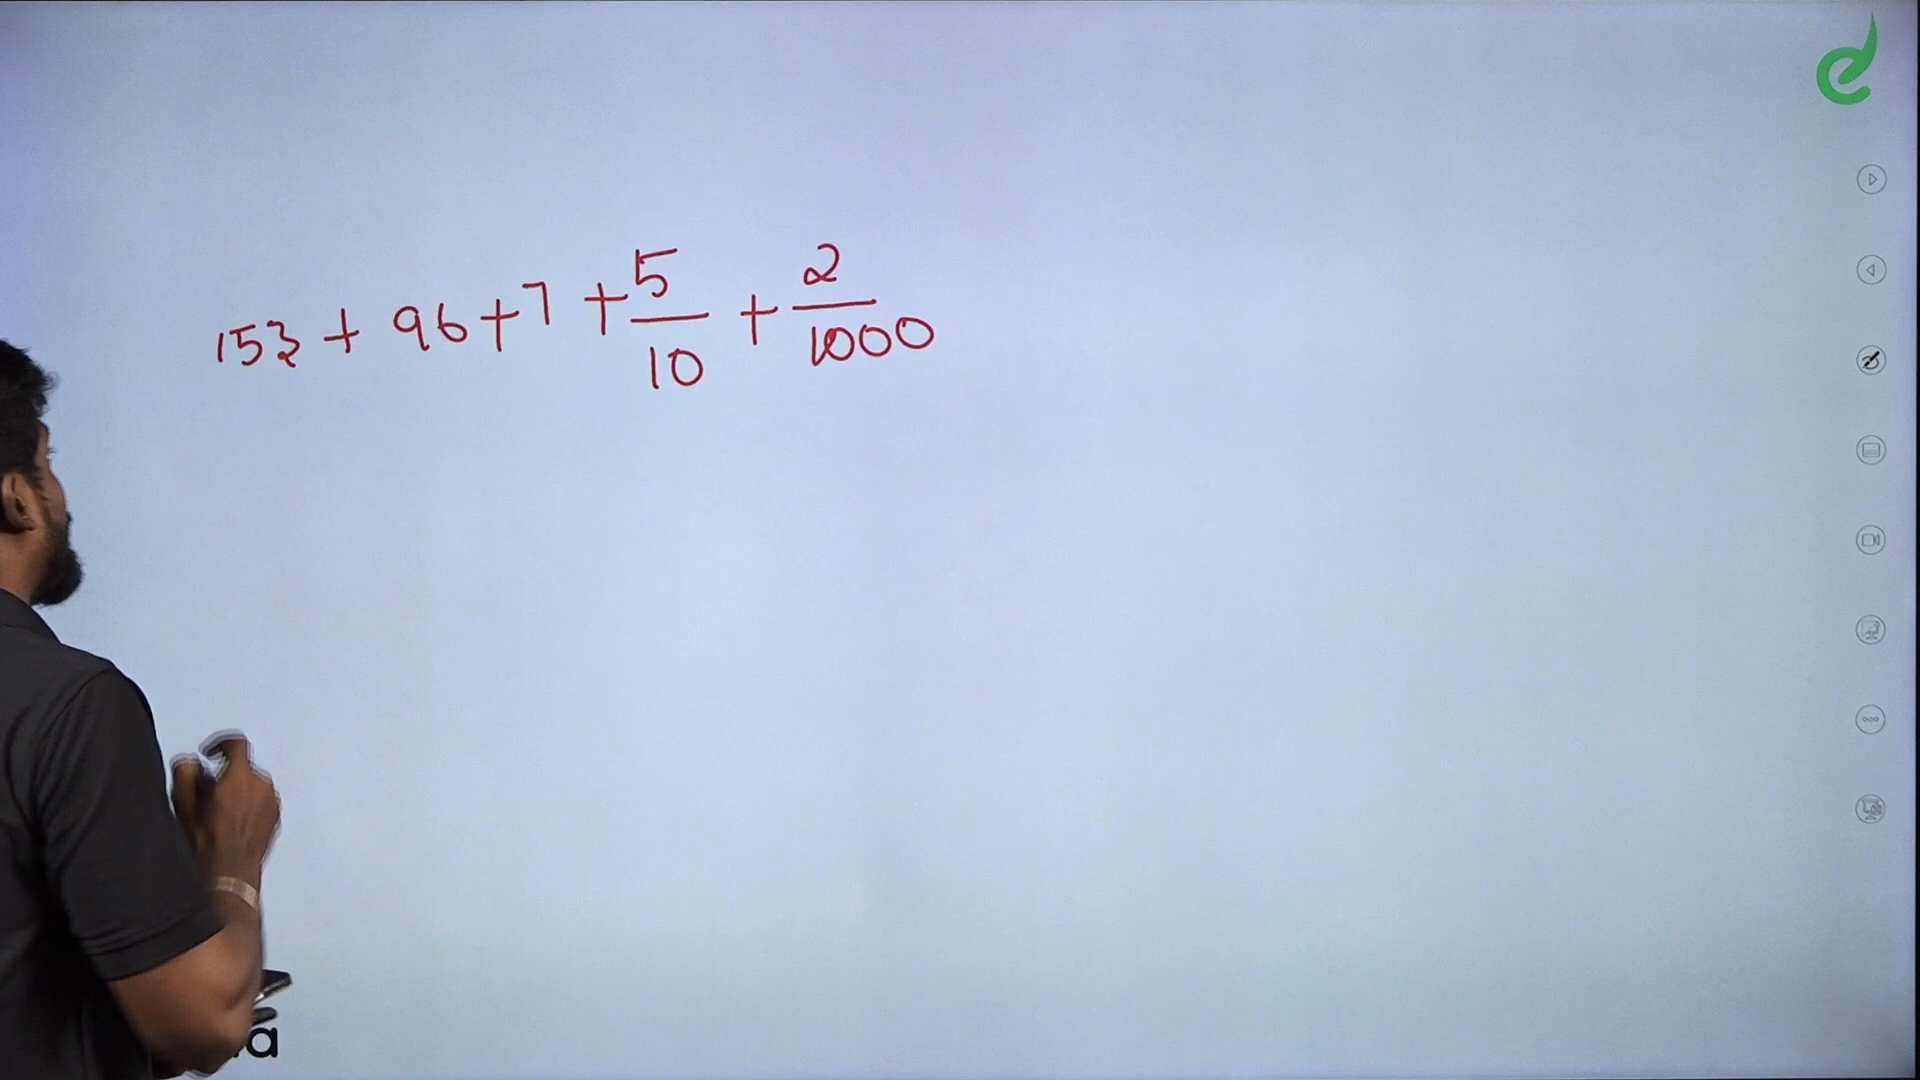 153 + 96 + 7 + 5/10 + 2/1000
a